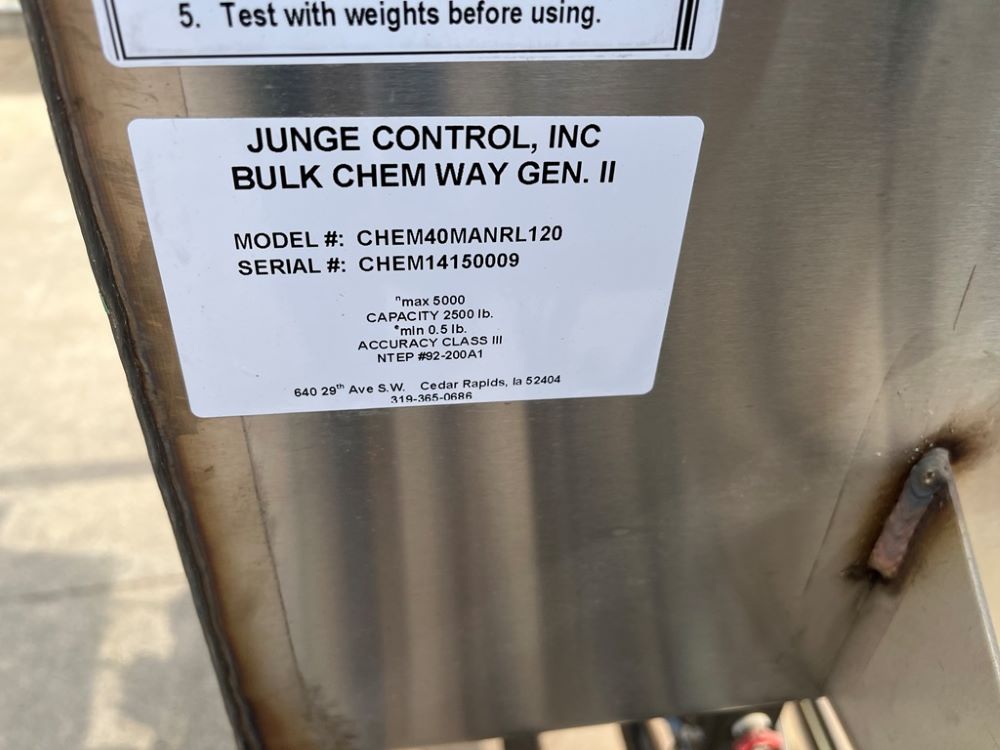 5. Test with weights before using.
JUNGE CONTROL, INC
BULK CHEM WAY GEN. II
MODEL #: CHEM40MANRL120
SERIAL #: CHEM14150009
ⁿmax 5000
CAPACITY 2500 lb.
ᵉmin 0.5 lb.
ACCURACY CLASS III
NTEP #92-200A1
640 29th Ave S.W. Cedar Rapids, Ia 52404
319-365-0686